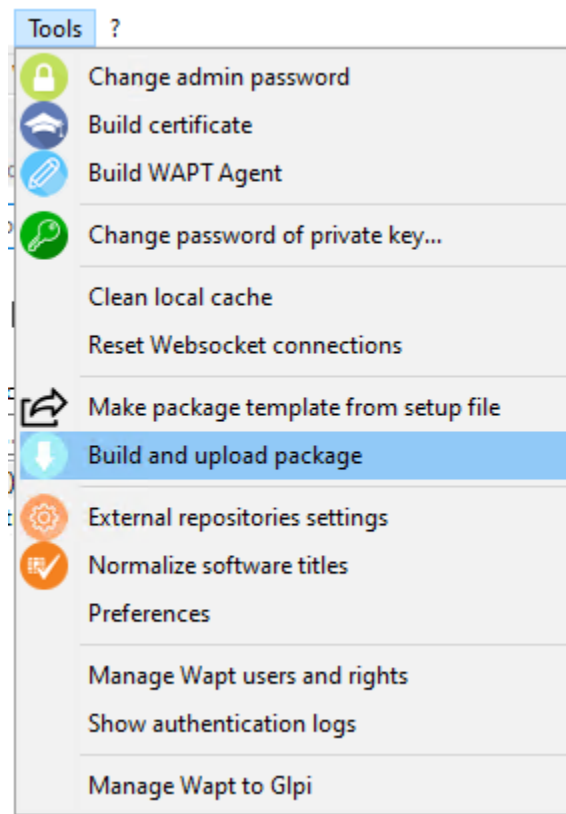 Tools ?
Change admin password
Build certificate
Build WAPT Agent
Change password of private key...
Clean local cache
Reset Websocket connections
Make package template from setup file
Build and upload package
External repositories settings
Normalize software titles
Preferences
Manage Wapt users and rights
Show authentication logs
Manage Wapt to Glpi